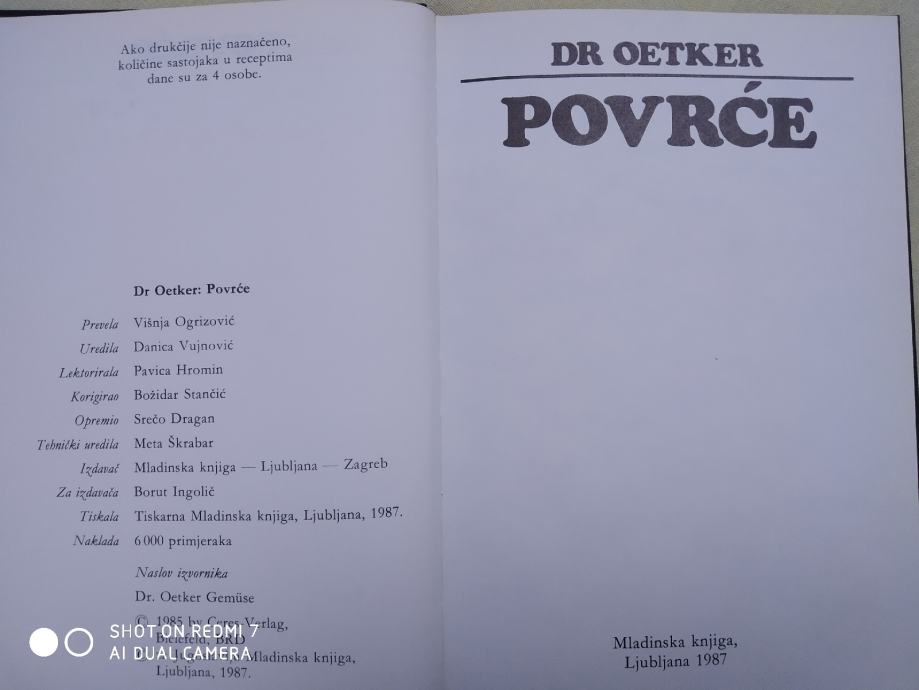 Ako drukčije nije naznačeno,
količine sastojaka u receptima
dane su za 4 osobe.
Dr Oetker: Povrće
Prevela Višnja Ogrizović
Uredila Danica Vujnović
Lektorirala Pavica Hromin
Korigirao Božidar Stančić
Opremio Srečo Dragan
Tehnički uredila Meta Škrabar
Izdavač Mladinska knjiga — Ljubljana — Zagreb
Za izdavača Borut Ingolič
Tiskala Tiskarna Mladinska knjiga, Ljubljana, 1987.
Naklada 6 000 primjeraka
Naslov izvornika
Dr. Oetker Gemüse
© 1985 by Ceres Verlag,
Bielefeld, BRD
Mladinska knjiga,
Ljubljana, 1987.
SHOT ON REDMI 7
AI DUAL CAMERA
DR OETKER
POVRĆE
Mladinska knjiga,
Ljubljana 1987